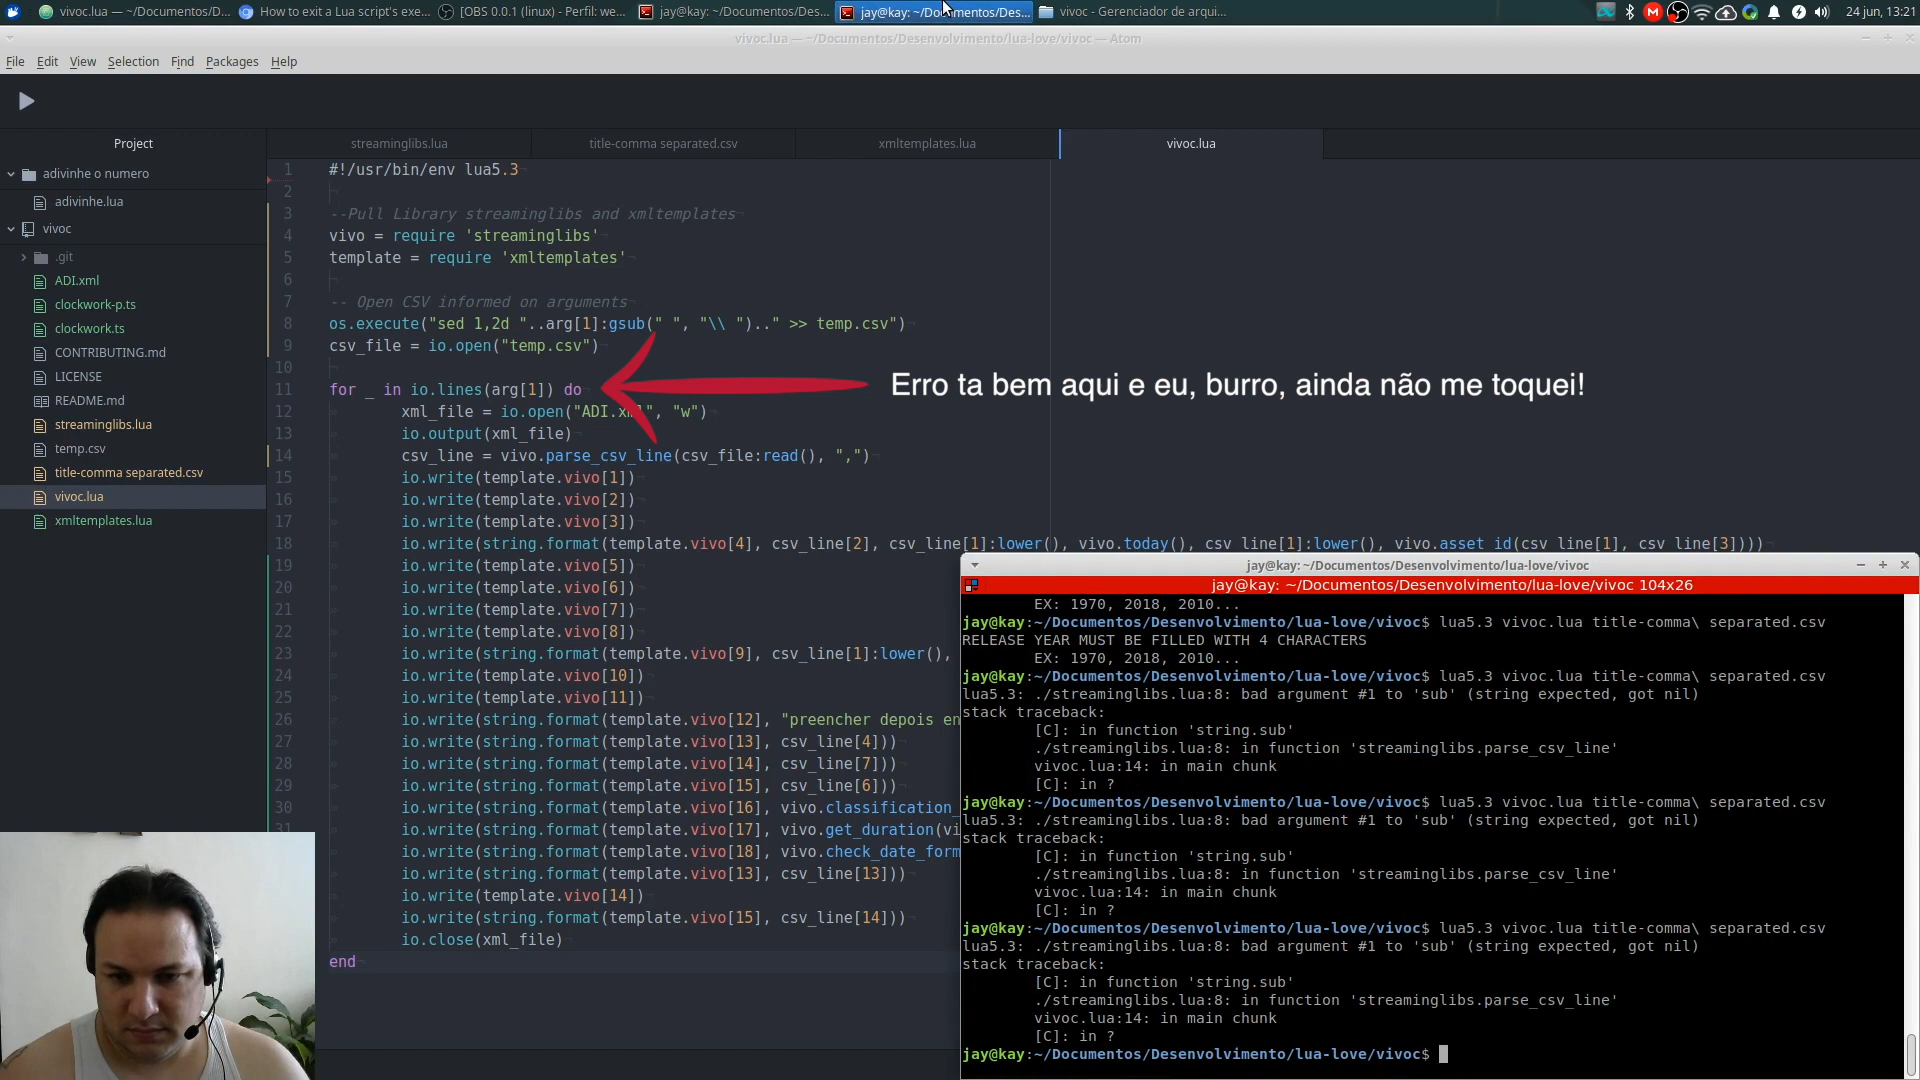 vivoc.lua — ~/Documentos/D...
How to exit a Lua script's exe...
[OBS 0.0.1 (linux) - Perfil: we...
jay@kay: ~/Documentos/Des...
jay@kay: ~/Documentos/Des...
vivoc - Gerenciador de arqui...
24 jun, 13:21
vivoc.lua — ~/Documentos/Desenvolvimento/lua-love/vivoc — Atom
File Edit View Selection Find Packages Help
Project
streaminglibs.lua
title-comma separated.csv
xmltemplates.lua
vivoc.lua
adivinhe o numero
adivinhe.lua
vivoc
.git
ADI.xml
clockwork-p.ts
clockwork.ts
CONTRIBUTING.md
LICENSE
README.md
streaminglibs.lua
temp.csv
title-comma separated.csv
vivoc.lua
xmltemplates.lua
1 #!/usr/bin/env lua5.3
2
3 --Pull Library streaminglibs and xmltemplates
4 vivo = require 'streaminglibs'
5 template = require 'xmltemplates'
6
7 -- Open CSV informed on arguments
8 os.execute("sed 1,2d "..arg[1]:gsub(" ", "\\ ").." >> temp.csv")
9 csv_file = io.open("temp.csv")
10
11 for _ in io.lines(arg[1]) do
Erro ta bem aqui e eu, burro, ainda não me toquei!
12 xml_file = io.open("ADI.xml", "w")
13 io.output(xml_file)
14 csv_line = vivo.parse_csv_line(csv_file:read(), ",")
15 io.write(template.vivo[1])
16 io.write(template.vivo[2])
17 io.write(template.vivo[3])
18 io.write(string.format(template.vivo[4], csv_line[2], csv_line[1]:lower(), vivo.today(), csv_line[1]:lower(), vivo.asset_id(csv_line[1], csv_line[3])))
19 io.write(template.vivo[5])
20 io.write(template.vivo[6])
21 io.write(template.vivo[7])
22 io.write(template.vivo[8])
23 io.write(string.format(template.vivo[9], csv_line[1]:lower(),
24 io.write(template.vivo[10])
25 io.write(template.vivo[11])
26 io.write(string.format(template.vivo[12], "preencher depois en
27 io.write(string.format(template.vivo[13], csv_line[4]))
28 io.write(string.format(template.vivo[14], csv_line[7]))
29 io.write(string.format(template.vivo[15], csv_line[6]))
30 io.write(string.format(template.vivo[16], vivo.classification_
31 io.write(string.format(template.vivo[17], vivo.get_duration(vi
io.write(string.format(template.vivo[18], vivo.check_date_form
io.write(string.format(template.vivo[13], csv_line[13]))
io.write(template.vivo[14])
io.write(string.format(template.vivo[15], csv_line[14]))
io.close(xml_file)
end
jay@kay: ~/Documentos/Desenvolvimento/lua-love/vivoc
jay@kay: ~/Documentos/Desenvolvimento/lua-love/vivoc 104x26
EX: 1970, 2018, 2010...
jay@kay:~/Documentos/Desenvolvimento/lua-love/vivoc$ lua5.3 vivoc.lua title-comma\ separated.csv
RELEASE YEAR MUST BE FILLED WITH 4 CHARACTERS
EX: 1970, 2018, 2010...
jay@kay:~/Documentos/Desenvolvimento/lua-love/vivoc$ lua5.3 vivoc.lua title-comma\ separated.csv
lua5.3: ./streaminglibs.lua:8: bad argument #1 to 'sub' (string expected, got nil)
stack traceback:
[C]: in function 'string.sub'
./streaminglibs.lua:8: in function 'streaminglibs.parse_csv_line'
vivoc.lua:14: in main chunk
[C]: in ?
jay@kay:~/Documentos/Desenvolvimento/lua-love/vivoc$ lua5.3 vivoc.lua title-comma\ separated.csv
lua5.3: ./streaminglibs.lua:8: bad argument #1 to 'sub' (string expected, got nil)
stack traceback:
[C]: in function 'string.sub'
./streaminglibs.lua:8: in function 'streaminglibs.parse_csv_line'
vivoc.lua:14: in main chunk
[C]: in ?
jay@kay:~/Documentos/Desenvolvimento/lua-love/vivoc$ lua5.3 vivoc.lua title-comma\ separated.csv
lua5.3: ./streaminglibs.lua:8: bad argument #1 to 'sub' (string expected, got nil)
stack traceback:
[C]: in function 'string.sub'
./streaminglibs.lua:8: in function 'streaminglibs.parse_csv_line'
vivoc.lua:14: in main chunk
[C]: in ?
jay@kay:~/Documentos/Desenvolvimento/lua-love/vivoc$